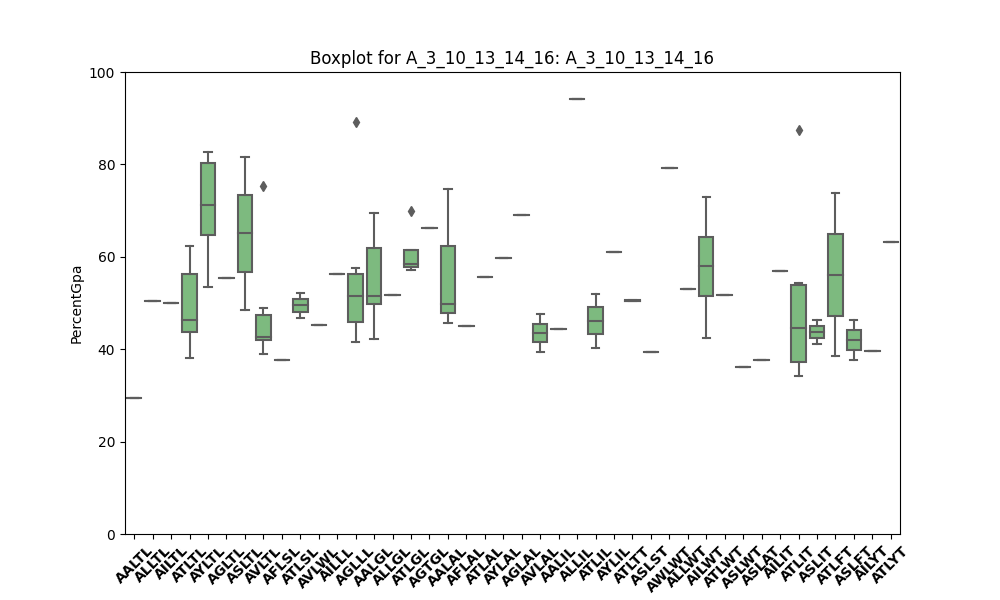 Boxplot for A_3_10_13_14_16: A_3_10_13_14_16
PercentGpa
100
80
60
40
20
0
AALTL
ALLTL
AILTL
ATLTL
AYLTL
AGLTL
ASLTL
AVLTL
AFLSL
ATLSL
AVLWL
AILLL
AGLLL
AALGL
ALLGL
ATLGL
AGTGL
AALAL
AFLAL
ATLAL
AYLAL
AGLAL
AVLAL
AALIL
ALLIL
ATLIL
AYLIL
ATLTT
ASLST
AWLWT
ALLWT
AILWT
ATLWT
ASLWT
ASLAT
AILIT
ATLIT
ASLIT
ATLFT
ASLFT
AILYT
ATLYT